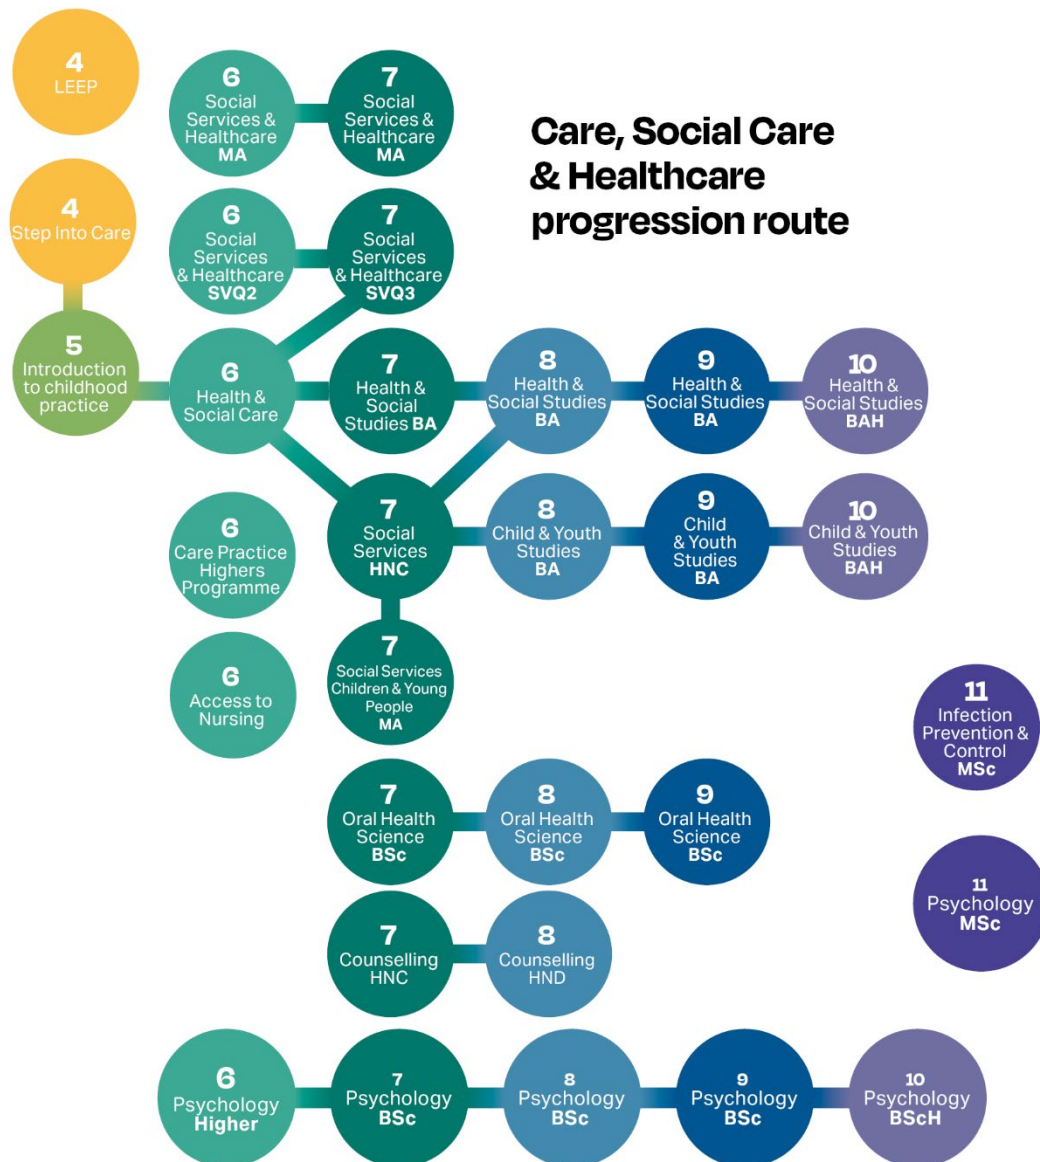 Care, Social Care
& Healthcare
progression route
4
LEEP
6
Social
Services &
Healthcare
MA
7
Social
Services &
Healthcare
MA
4
Step Into Care
6
Social
Services
& Healthcare
SVQ2
7
Social
Services
& Healthcare
SVQ3
5
Introduction
to childhood
practice
6
Health &
Social Care
7
Health &
Social
Studies BA
8
Health &
Social Studies
BA
9
Health &
Social Studies
BA
10
Health &
Social Studies
BAH
6
Care Practice
Highers
Programme
7
Social
Services
HNC
8
Child & Youth
Studies
BA
9
Child
& Youth
Studies
BA
10
Child & Youth
Studies
BAH
6
Access to
Nursing
7
Social Services
Children & Young
People
MA
11
Infection
Prevention &
Control
MSc
7
Oral Health
Science
BSc
8
Oral Health
Science
BSc
9
Oral Health
Science
BSc
11
Psychology
MSc
7
Counselling
HNC
8
Counselling
HND
6
Psychology
Higher
7
Psychology
BSc
8
Psychology
BSc
9
Psychology
BSc
10
Psychology
BScH